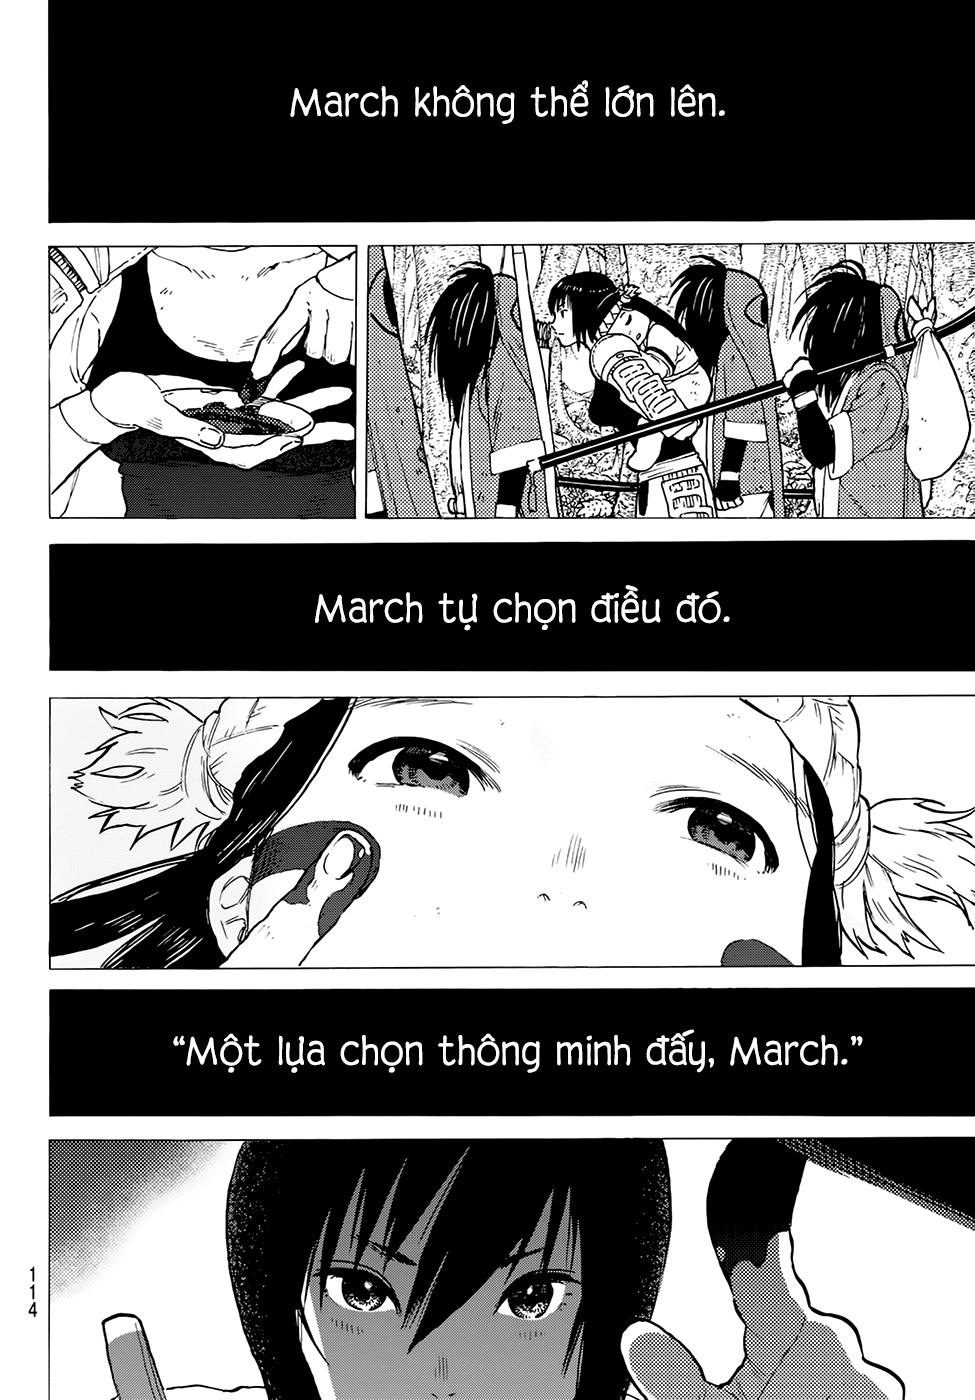 March không thể lớn lên.
March tự chọn điều đó.
“Một lựa chọn thông minh đấy, March.”
114